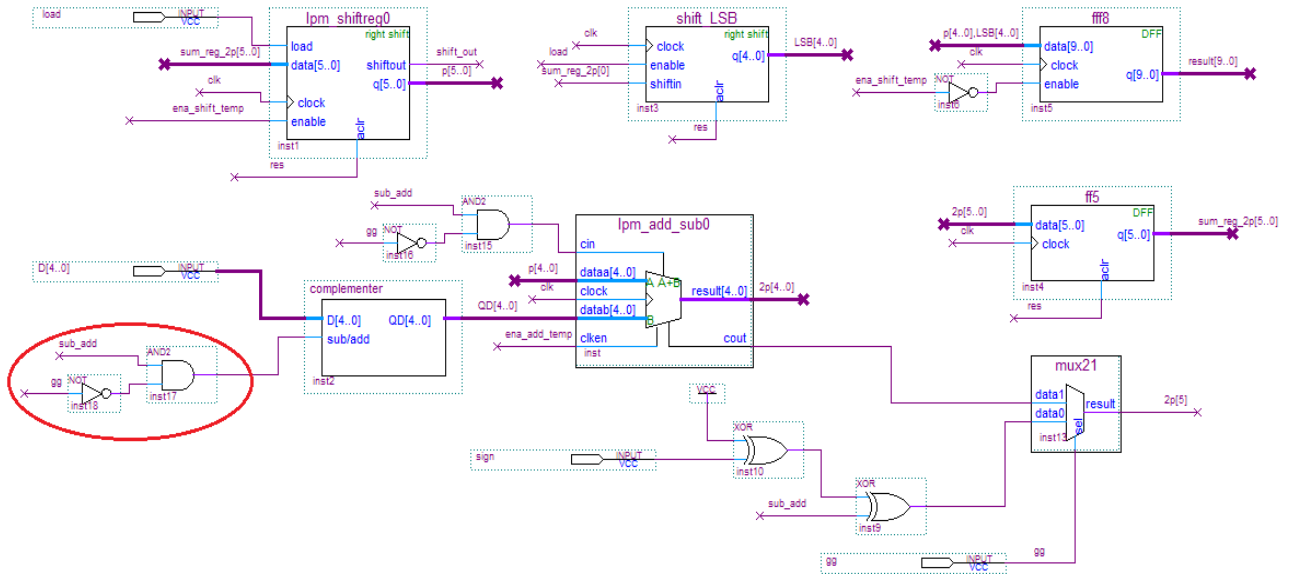 load
INPUT
VCC
lpm_shiftreg0
right shift
load
sum_reg_2p[5..0]
data[5..0]
shiftout
shift_out
q[5..0]
p[5..0]
clk
clock
ena_shift_temp
enable
aclr
inst1
res
shift_LSB
right shift
clk
clock
q[4..0]
LSB[4..0]
load
enable
sum_reg_2p[0]
shiftin
aclr
inst3
res
fff8
DFF
p[4..0],LSB[4..0]
data[9..0]
clk
clock
q[9..0]
result[9..0]
ena_shift_temp
NOT
inst6
enable
inst5
sub_add
AND2
gg
NOT
inst16
inst15
lpm_add_sub0
cin
p[4..0]
dataa[4..0]
A A+B
clk
clock
result[4..0]
2p[4..0]
datab[4..0]
B
ena_add_temp
clken
inst
cout
ff5
DFF
2p[5..0]
data[5..0]
clk
clock
q[5..0]
sum_reg_2p[5..0]
aclr
inst4
res
D[4..0]
INPUT
VCC
complementer
D[4..0]
QD[4..0]
QD[4..0]
sub/add
inst2
sub_add
AND2
gg
NOT
inst18
inst17
mux21
data1
data0
result
2p[5]
sel
inst13
VCC
XOR
sign
INPUT
VCC
inst10
XOR
sub_add
inst9
gg
INPUT
VCC
gg